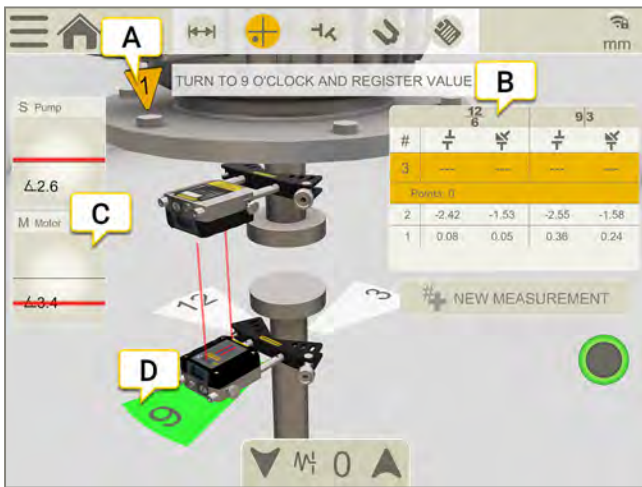 A
mm
1
TURN TO 9 O'CLOCK AND REGISTER VALUE
B
S Pump
2.6
M Motor
C
3.4
12
6
9 3
#
3 --- --- --- ---
Points: 0
2 -2.42 -1.53 -2.55 -1.58
1 0.08 0.05 0.36 0.24
NEW MEASUREMENT
12
3
D
9
0